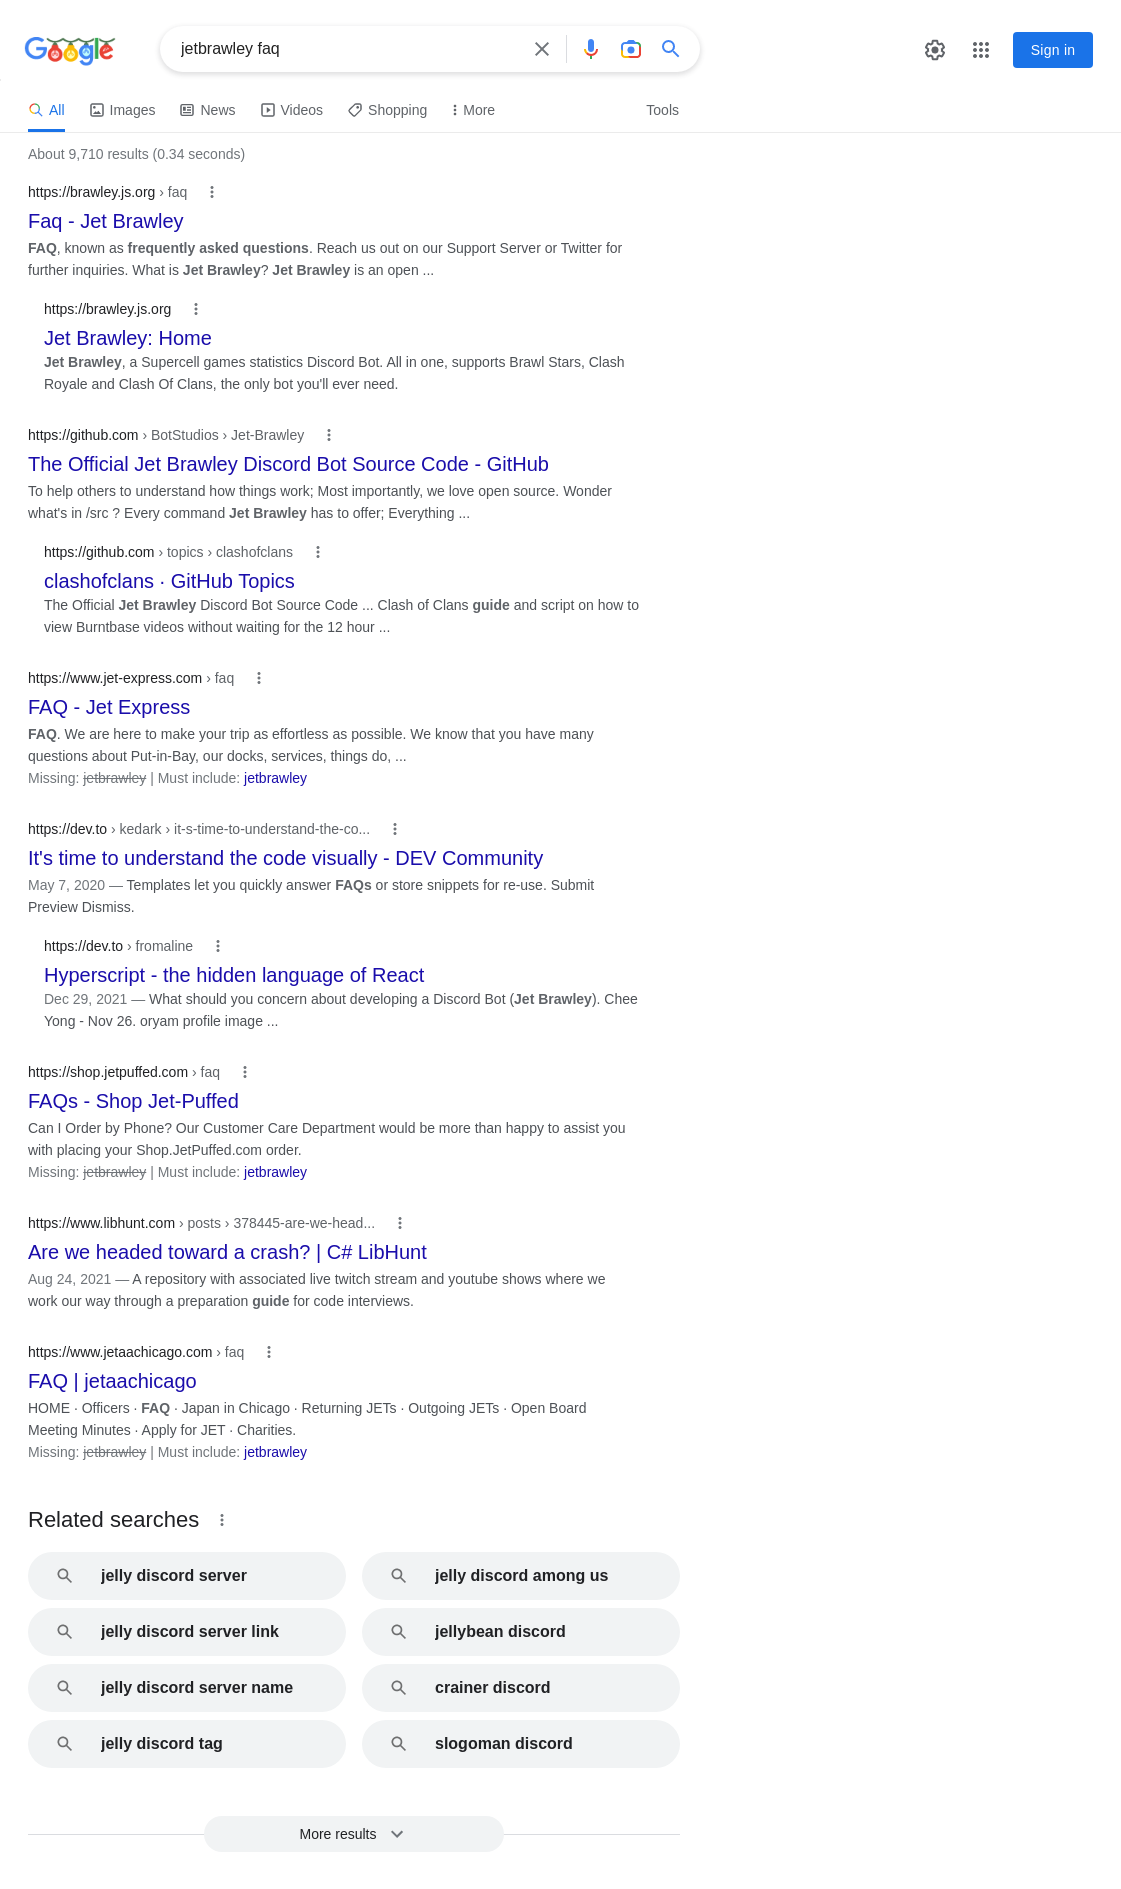 Google
jetbrawley faq
Sign in
All
Images
News
Videos
Shopping
More
Tools
About 9,710 results (0.34 seconds)
https://brawley.js.org › faq
Faq - Jet Brawley
FAQ, known as frequently asked questions. Reach us out on our Support Server or Twitter for
further inquiries. What is Jet Brawley? Jet Brawley is an open ...
https://brawley.js.org
Jet Brawley: Home
Jet Brawley, a Supercell games statistics Discord Bot. All in one, supports Brawl Stars, Clash
Royale and Clash Of Clans, the only bot you'll ever need.
https://github.com › BotStudios › Jet-Brawley
The Official Jet Brawley Discord Bot Source Code - GitHub
To help others to understand how things work; Most importantly, we love open source. Wonder
what's in /src ? Every command Jet Brawley has to offer; Everything ...
https://github.com › topics › clashofclans
clashofclans · GitHub Topics
The Official Jet Brawley Discord Bot Source Code ... Clash of Clans guide and script on how to
view Burntbase videos without waiting for the 12 hour ...
https://www.jet-express.com › faq
FAQ - Jet Express
FAQ. We are here to make your trip as effortless as possible. We know that you have many
questions about Put-in-Bay, our docks, services, things do, ...
Missing: jetbrawley | Must include: jetbrawley
https://dev.to › kedark › it-s-time-to-understand-the-co...
It's time to understand the code visually - DEV Community
May 7, 2020 — Templates let you quickly answer FAQs or store snippets for re-use. Submit
Preview Dismiss.
https://dev.to › fromaline
Hyperscript - the hidden language of React
Dec 29, 2021 — What should you concern about developing a Discord Bot (Jet Brawley). Chee
Yong - Nov 26. oryam profile image ...
https://shop.jetpuffed.com › faq
FAQs - Shop Jet-Puffed
Can I Order by Phone? Our Customer Care Department would be more than happy to assist you
with placing your Shop.JetPuffed.com order.
Missing: jetbrawley | Must include: jetbrawley
https://www.libhunt.com › posts › 378445-are-we-head...
Are we headed toward a crash? | C# LibHunt
Aug 24, 2021 — A repository with associated live twitch stream and youtube shows where we
work our way through a preparation guide for code interviews.
https://www.jetaachicago.com › faq
FAQ | jetaachicago
HOME · Officers · FAQ · Japan in Chicago · Returning JETs · Outgoing JETs · Open Board
Meeting Minutes · Apply for JET · Charities.
Missing: jetbrawley | Must include: jetbrawley
Related searches
jelly discord server
jelly discord among us
jelly discord server link
jellybean discord
jelly discord server name
crainer discord
jelly discord tag
slogoman discord
More results